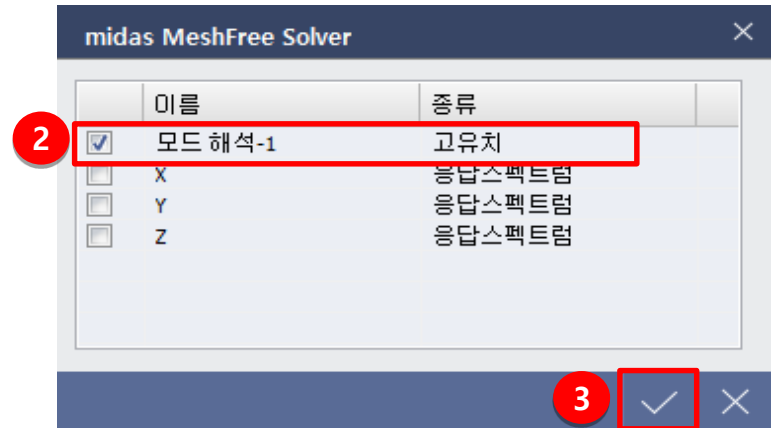 midas MeshFree Solver
이름 종류
2 모드 해석-1 고유치
X 응답스펙트럼
Y 응답스펙트럼
Z 응답스펙트럼
3